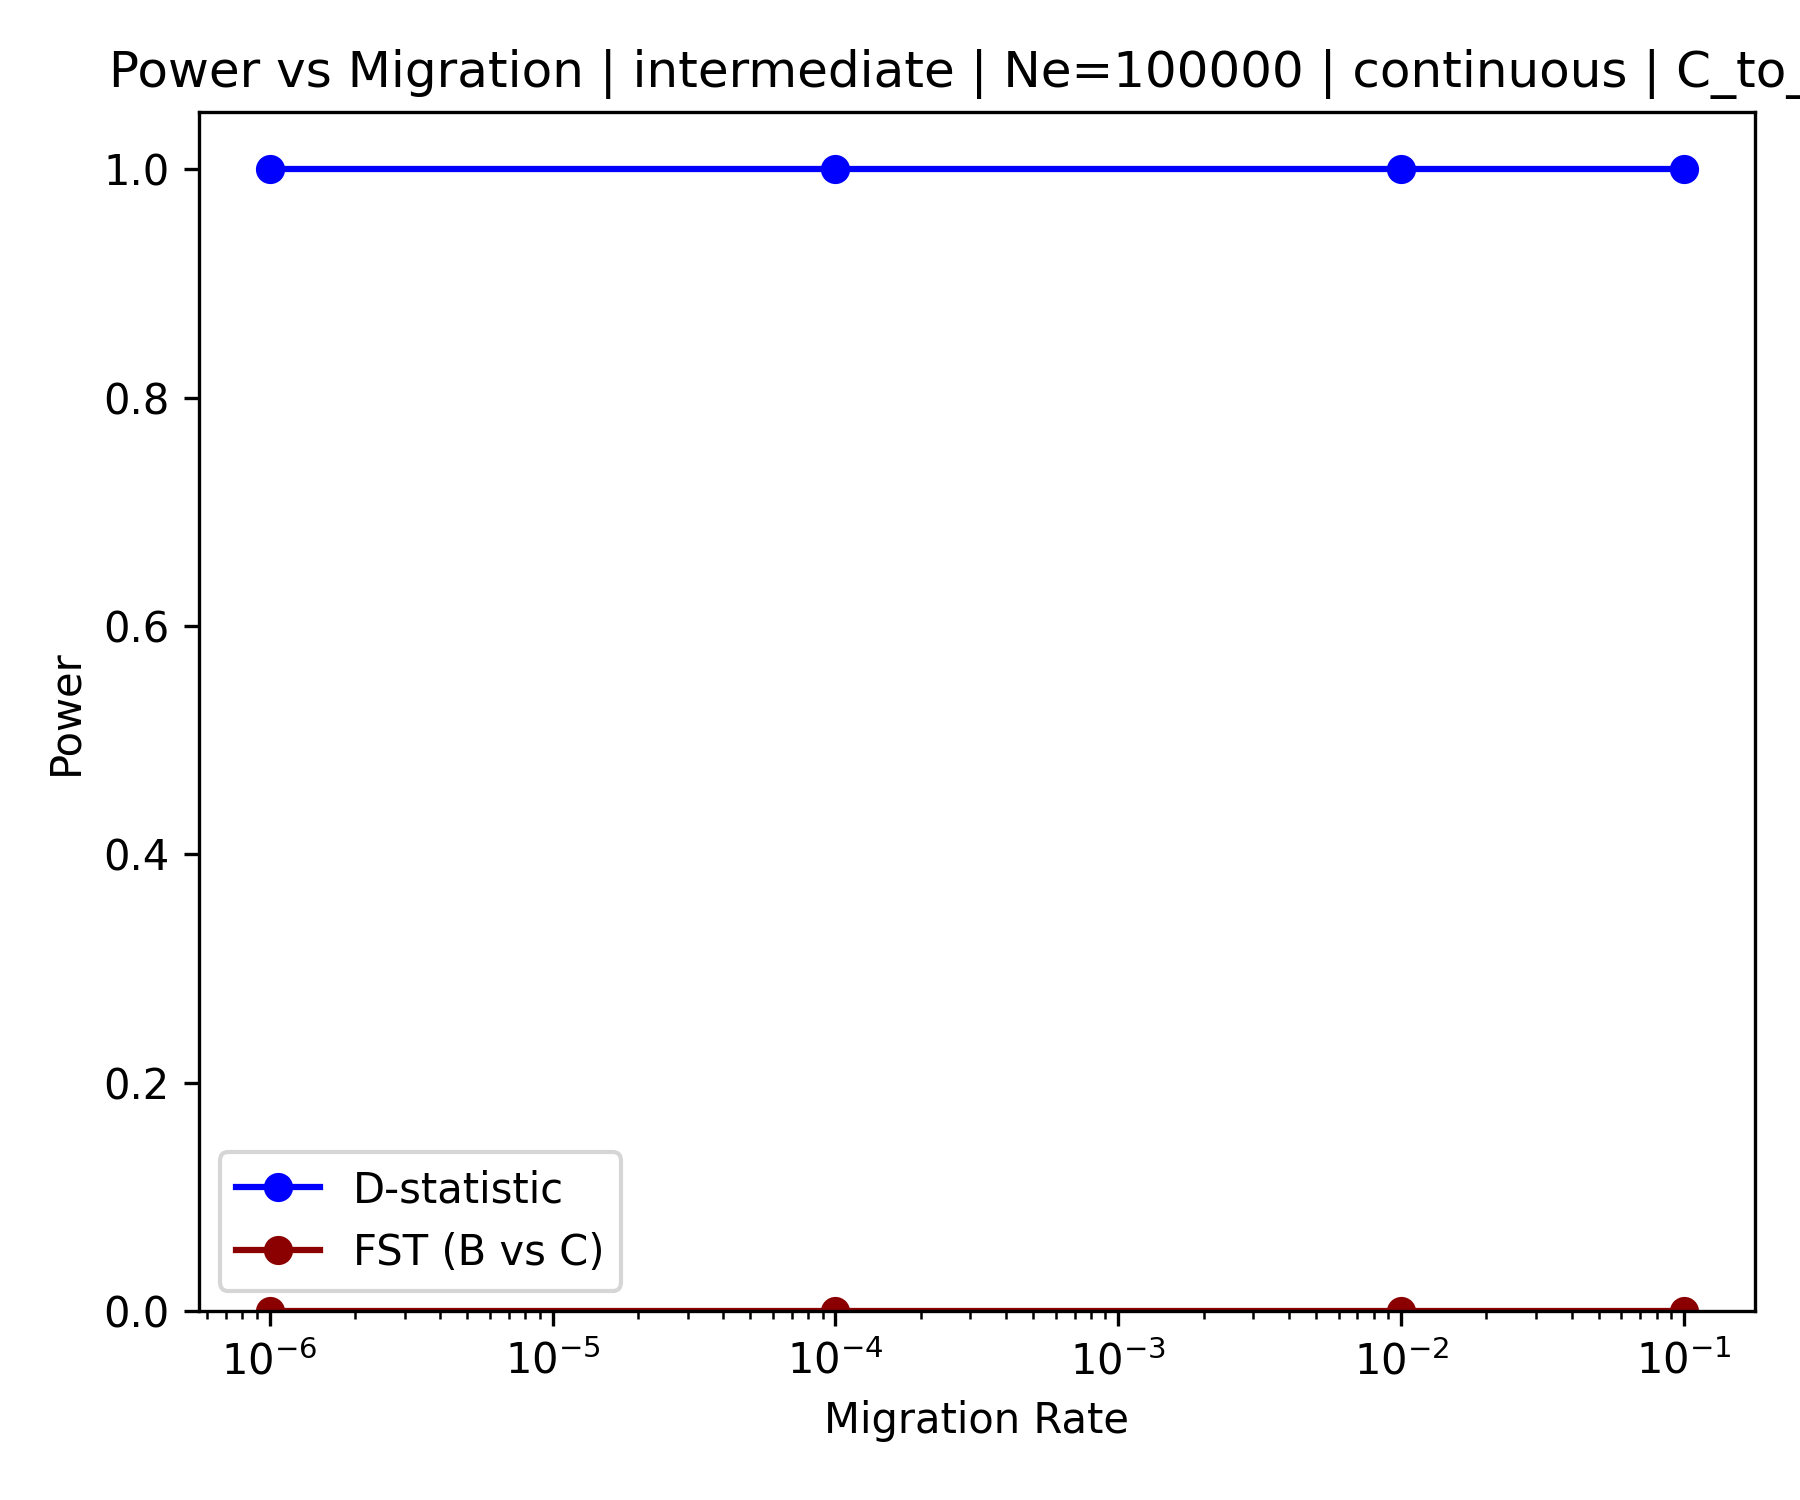 Power vs Migration | intermediate | Ne=100000 | continuous | C_to_
1.0
0.8
0.6
0.4
0.2
0.0
Power
D-statistic
FST (B vs C)
10⁻⁶ 10⁻⁵ 10⁻⁴ 10⁻³ 10⁻² 10⁻¹
Migration Rate